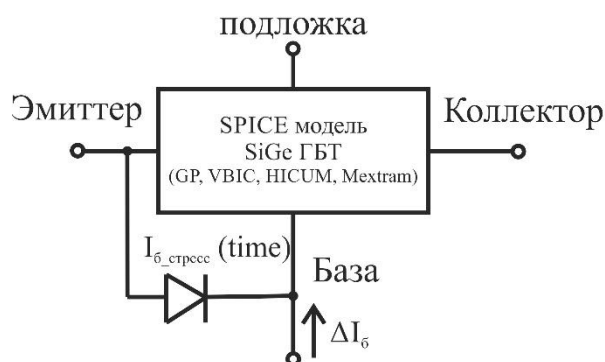 подложка
Эмиттер
Коллектор
SPICE модель
SiGe ГБТ
(GP, VBIC, HICUM, Mextram)
Iб_стресс (time)
База
ΔIб